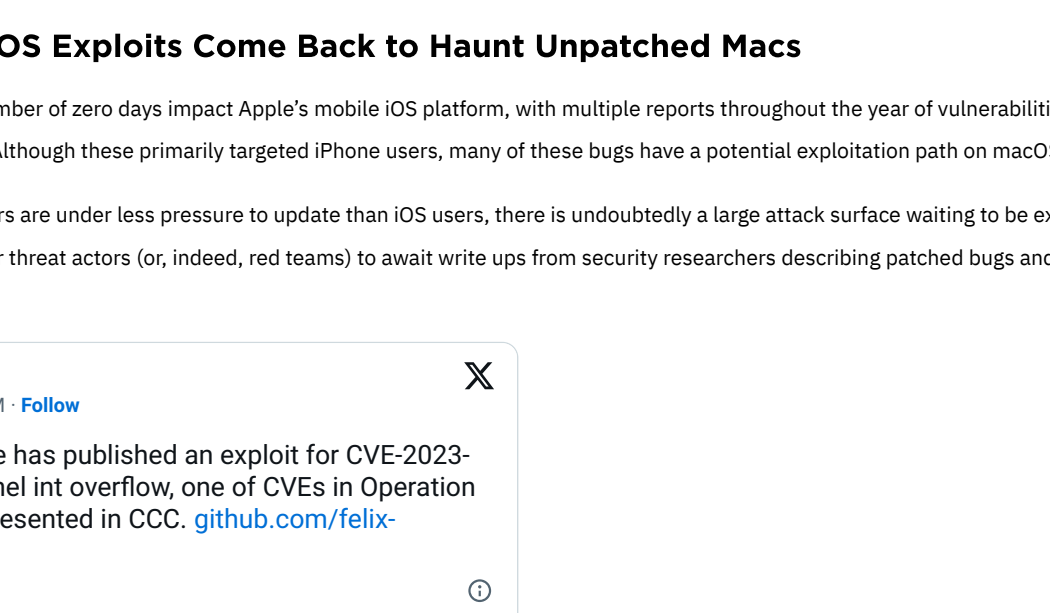 OS Exploits Come Back to Haunt Unpatched Macs
mber of zero days impact Apple’s mobile iOS platform, with multiple reports throughout the year of vulnerabiliti
Although these primarily targeted iPhone users, many of these bugs have a potential exploitation path on macOS
rs are under less pressure to update than iOS users, there is undoubtedly a large attack surface waiting to be ex
r threat actors (or, indeed, red teams) to await write ups from security researchers describing patched bugs and
M · Follow
e has published an exploit for CVE-2023-
nel int overflow, one of CVEs in Operation
esented in CCC. github.com/felix-